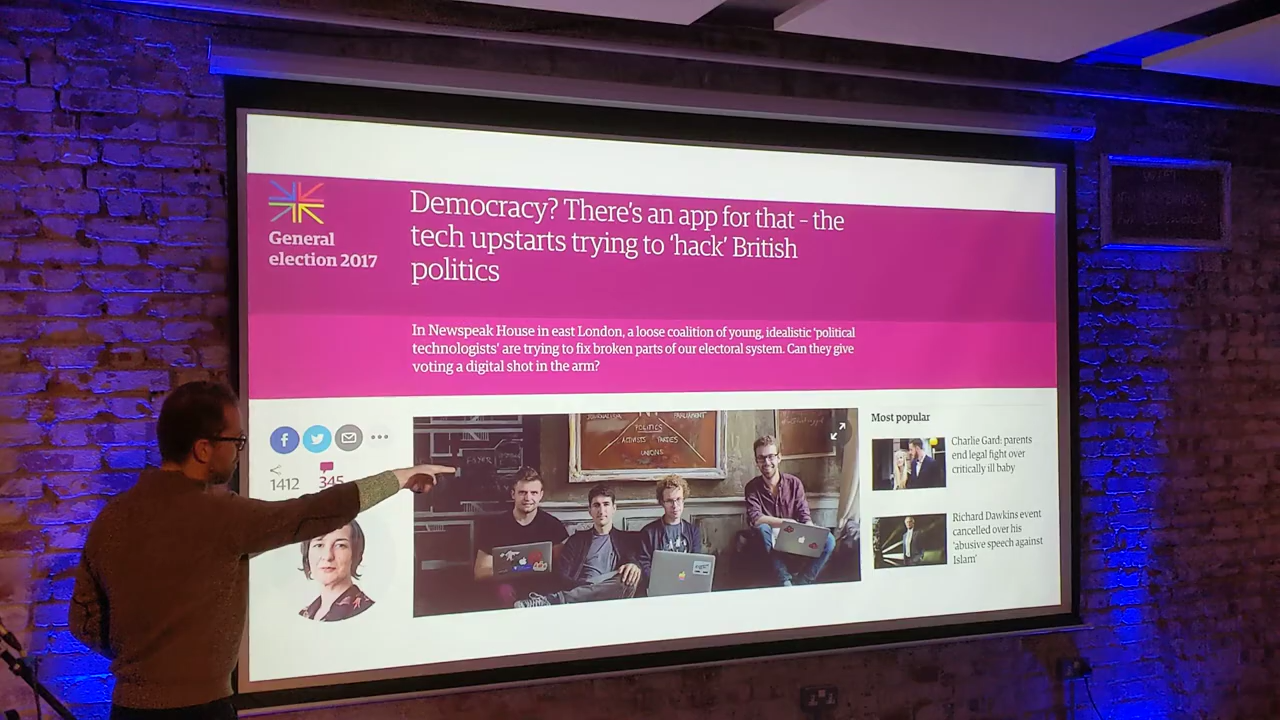 General
election 2017
Democracy? There's an app for that – the
tech upstarts trying to 'hack' British
politics
In Newspeak House in east London, a loose coalition of young, idealistic 'political
technologists' are trying to fix broken parts of our electoral system. Can they give
voting a digital shot in the arm?
1412
345
JOURNALISM
PARLIAMENT
POLITICS
ACTIVISTS PARTIES
UNIONS
Most popular
Charlie Gard: parents
end legal fight over
critically ill baby
Richard Dawkins event
cancelled over his
'abusive speech against
Islam'